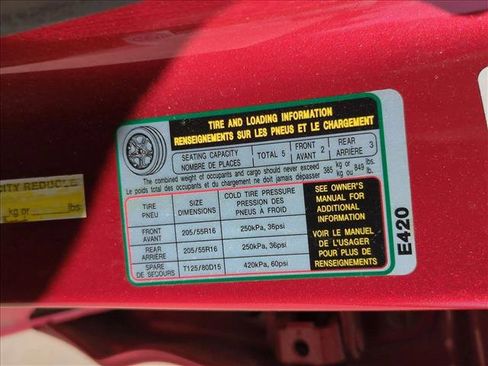 TIRE AND LOADING INFORMATION
RENSEIGNEMENTS SUR LES PNEUS ET LE CHARGEMENT
SEATING CAPACITY
NOMBRE DE PLACES
TOTAL 5
FRONT
AVANT 2
REAR
ARRIÈRE 3
The combined weight of occupants and cargo should never exceed 385 kg or 849 lbs.
Le poids total des occupants et du chargement ne doit jamais dépasser 385 kg ou 849 lb.
TIRE
PNEU
SIZE
DIMENSIONS
COLD TIRE PRESSURE
PRESSION DES
PNEUS À FROID
FRONT
AVANT
205/55R16
250kPa, 36psi
REAR
ARRIÈRE
205/55R16
250kPa, 36psi
SPARE
DE SECOURS
T125/80D15
420kPa, 60psi
SEE OWNER'S
MANUAL FOR
ADDITIONAL
INFORMATION
VOIR LE MANUEL
DE L'USAGER
POUR PLUS DE
RENSEIGNEMENTS
E420
CITY REDUCED
kg or lbs.